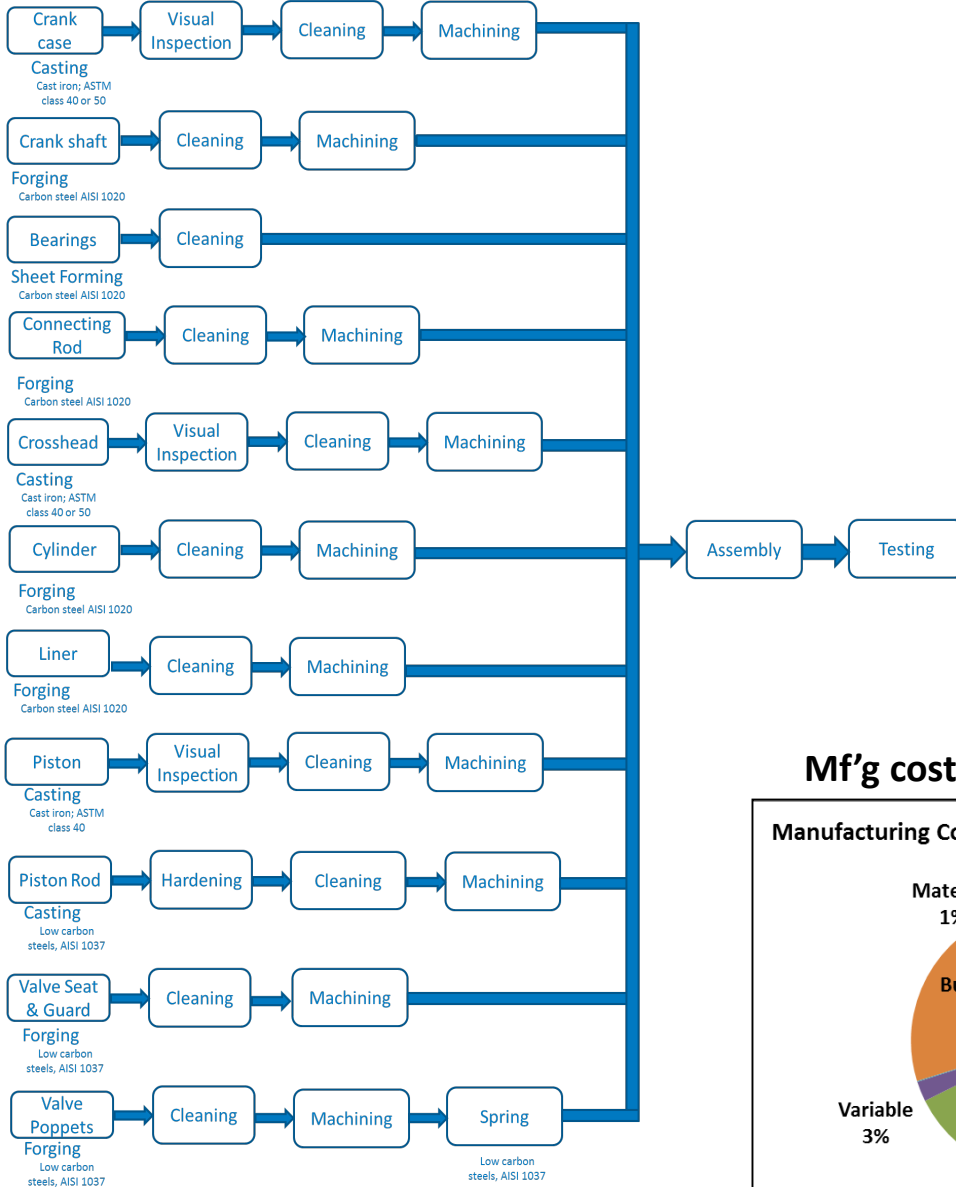 Crank
case
Visual
Inspection
Cleaning
Machining
Casting
Cast iron; ASTM
class 40 or 50
Crank shaft
Cleaning
Machining
Forging
Carbon steel AISI 1020
Bearings
Cleaning
Sheet Forming
Carbon steel AISI 1020
Connecting
Rod
Cleaning
Machining
Forging
Carbon steel AISI 1020
Crosshead
Visual
Inspection
Cleaning
Machining
Casting
Cast iron; ASTM
class 40 or 50
Cylinder
Cleaning
Machining
Assembly
Testing
Forging
Carbon steel AISI 1020
Liner
Cleaning
Machining
Forging
Carbon steel AISI 1020
Piston
Visual
Inspection
Cleaning
Machining
Casting
Cast iron; ASTM
class 40
Piston Rod
Hardening
Cleaning
Machining
Casting
Low carbon
steels, AISI 1037
Valve Seat
& Guard
Cleaning
Machining
Forging
Low carbon
steels, AISI 1037
Valve
Poppets
Cleaning
Machining
Spring
Forging
Low carbon
steels, AISI 1037
Low carbon
steels, AISI 1037
Mf'g cost
Manufacturing Co
Mate
1%
Bu
Variable
3%